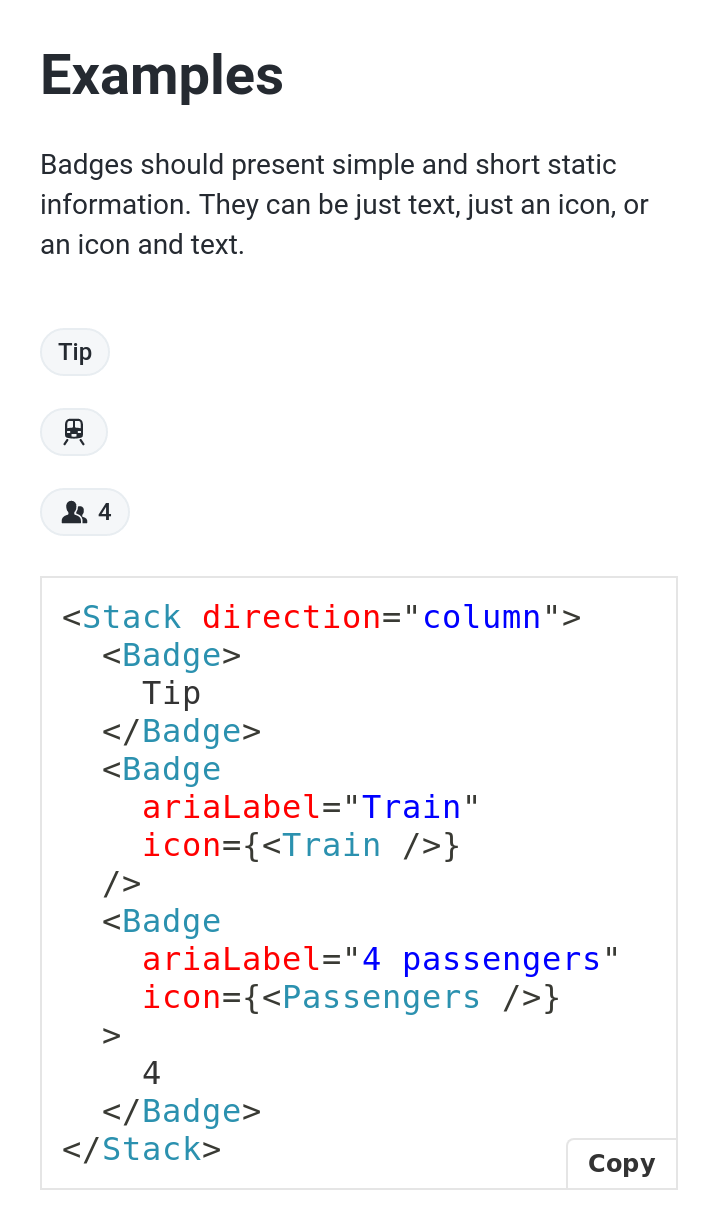 Examples
Badges should present simple and short static
information. They can be just text, just an icon, or
an icon and text.
Tip
4
<Stack direction="column">
  <Badge>
    Tip
  </Badge>
  <Badge
    ariaLabel="Train"
    icon={<Train />}
  />
  <Badge
    ariaLabel="4 passengers"
    icon={<Passengers />}
  >
    4
  </Badge>
</Stack>
Copy